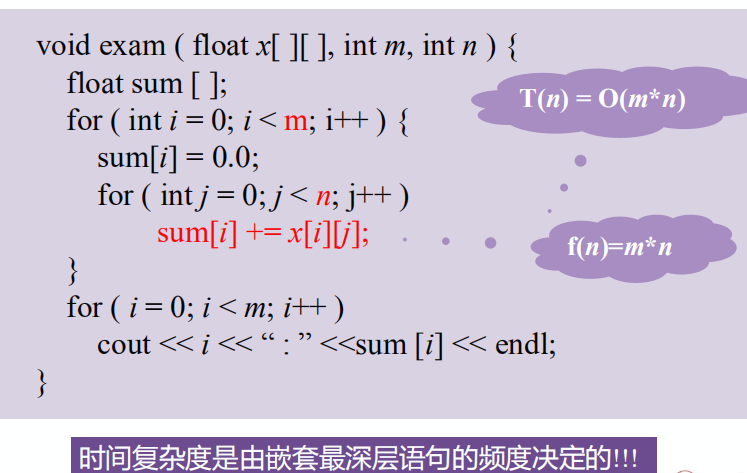 void exam ( float x[ ][ ], int m, int n ) {
float sum [ ];
for ( int i = 0; i < m; i++ ) {
sum[i] = 0.0;
for ( int j = 0; j < n; j++ )
sum[i] += x[i][j];
}
for ( i = 0; i < m; i++ )
cout << i << “ : ” <<sum [i] << endl;
}
T(n) = O(m*n)
f(n)=m*n
时间复杂度是由嵌套最深层语句的频度决定的!!!